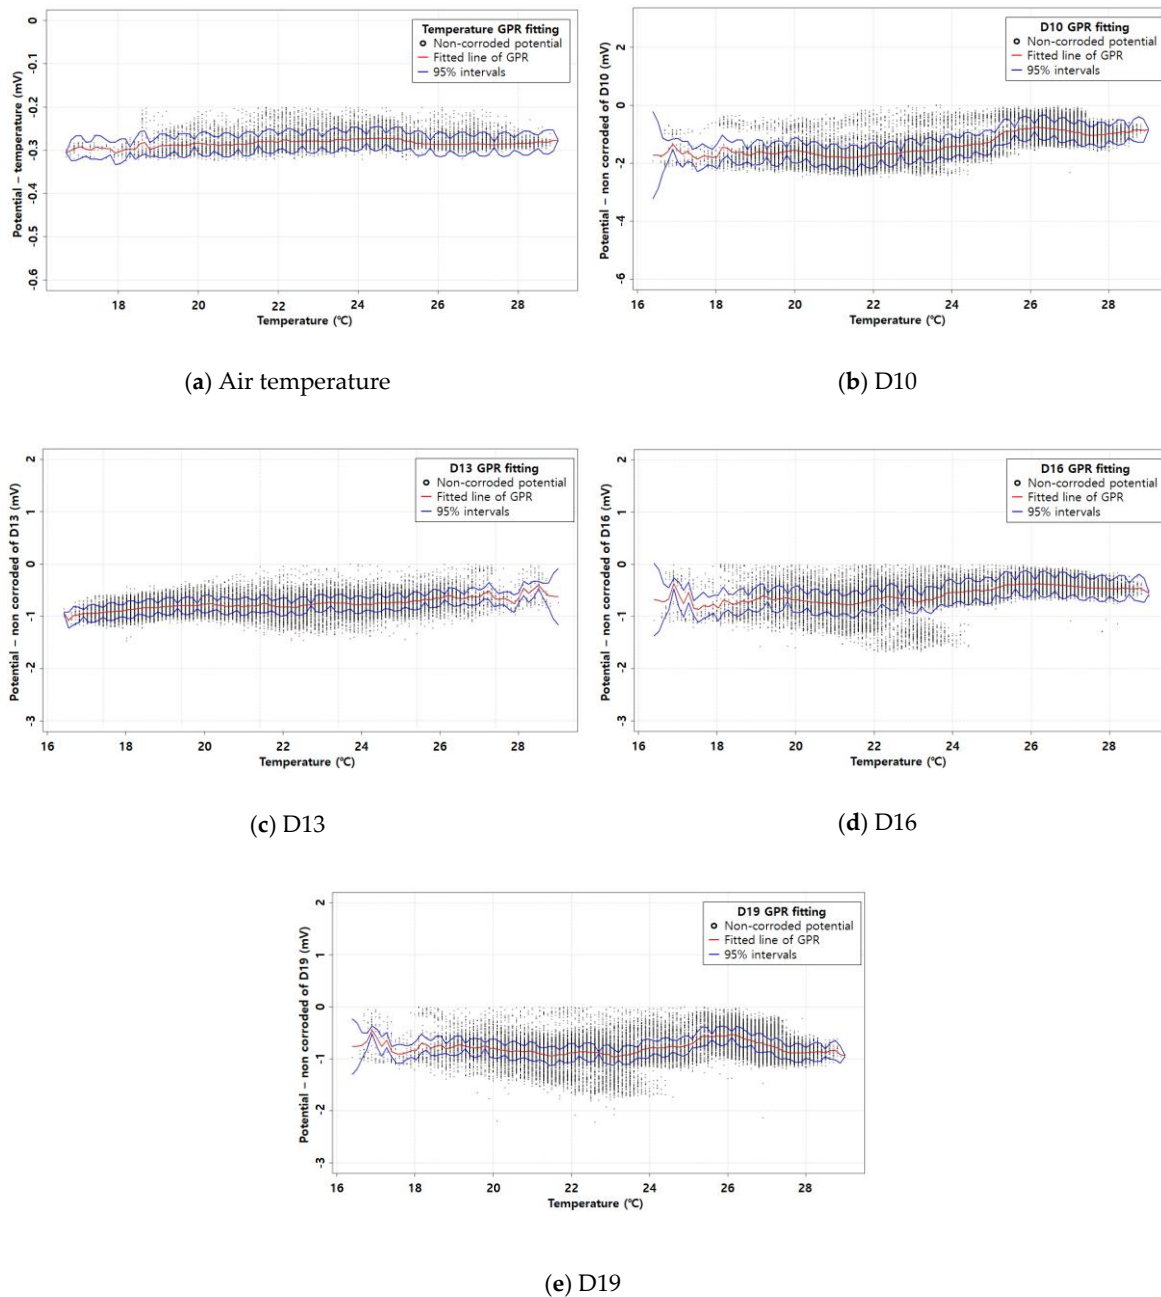 Temperature GPR fitting
Non-corroded potential
Fitted line of GPR
95% intervals
Potential – temperature (mV)
0
-0.1
-0.2
-0.3
-0.4
-0.5
-0.6
18 20 22 24 26 28
Temperature (℃)
(a) Air temperature
D10 GPR fitting
Non-corroded potential
Fitted line of GPR
95% intervals
Potential – non corroded of D10 (mV)
2
0
-2
-4
-6
16 18 20 22 24 26 28
Temperature (℃)
(b) D10
D13 GPR fitting
Non-corroded potential
Fitted line of GPR
95% intervals
Potential – non corroded of D13 (mV)
2
1
0
-1
-2
-3
16 18 20 22 24 26 28
Temperature (℃)
(c) D13
D16 GPR fitting
Non-corroded potential
Fitted line of GPR
95% intervals
Potential – non corroded of D16 (mV)
2
1
0
-1
-2
-3
16 18 20 22 24 26 28
Temperature (℃)
(d) D16
D19 GPR fitting
Non-corroded potential
Fitted line of GPR
95% intervals
Potential – non corroded of D19 (mV)
2
1
0
-1
-2
-3
16 18 20 22 24 26 28
Temperature (℃)
(e) D19